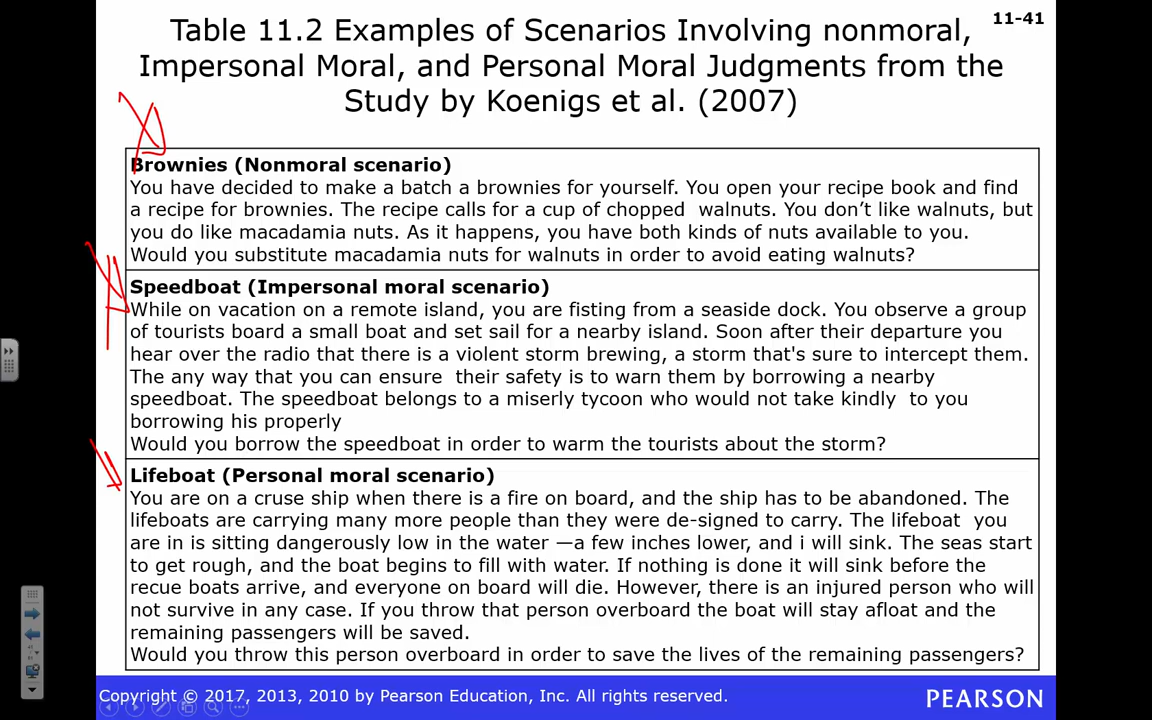 11-41
Table 11.2 Examples of Scenarios Involving nonmoral,
Impersonal Moral, and Personal Moral Judgments from the
Study by Koenigs et al. (2007)
Brownies (Nonmoral scenario)
You have decided to make a batch a brownies for yourself. You open your recipe book and find
a recipe for brownies. The recipe calls for a cup of chopped walnuts. You don’t like walnuts, but
you do like macadamia nuts. As it happens, you have both kinds of nuts available to you.
Would you substitute macadamia nuts for walnuts in order to avoid eating walnuts?
Speedboat (Impersonal moral scenario)
While on vacation on a remote island, you are fisting from a seaside dock. You observe a group
of tourists board a small boat and set sail for a nearby island. Soon after their departure you
hear over the radio that there is a violent storm brewing, a storm that's sure to intercept them.
The any way that you can ensure their safety is to warn them by borrowing a nearby
speedboat. The speedboat belongs to a miserly tycoon who would not take kindly to you
borrowing his properly
Would you borrow the speedboat in order to warm the tourists about the storm?
Lifeboat (Personal moral scenario)
You are on a cruse ship when there is a fire on board, and the ship has to be abandoned. The
lifeboats are carrying many more people than they were de-signed to carry. The lifeboat you
are in is sitting dangerously low in the water —a few inches lower, and i will sink. The seas start
to get rough, and the boat begins to fill with water. If nothing is done it will sink before the
recue boats arrive, and everyone on board will die. However, there is an injured person who will
not survive in any case. If you throw that person overboard the boat will stay afloat and the
remaining passengers will be saved.
Would you throw this person overboard in order to save the lives of the remaining passengers?
Copyright © 2017, 2013, 2010 by Pearson Education, Inc. All rights reserved.
PEARSON